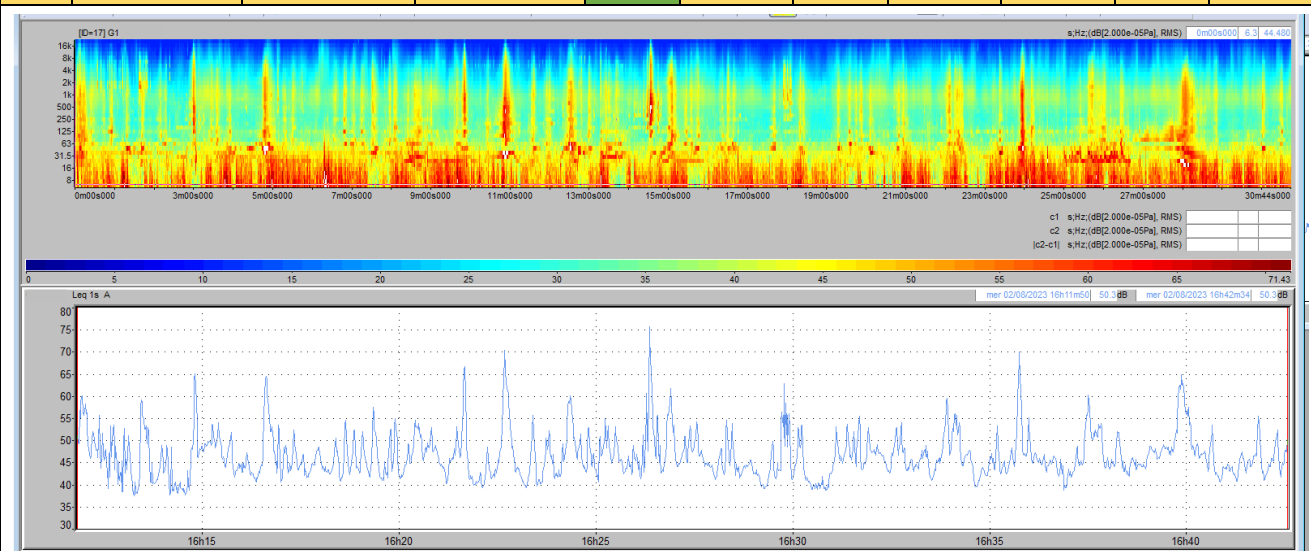 [ID=17] G1 s;Hz;(dB[2.000e-05Pa], RMS) 0m00s000 6.3 44.480
16k
8k
4k
2k
1k
500
250
125
63
31.5
16
8
0m00s000 3m00s000 5m00s000 7m00s000 9m00s000 11m00s000 13m00s000 15m00s000 17m00s000 19m00s000 21m00s000 23m00s000 25m00s000 27m00s000 30m44s000
c1 s;Hz;(dB[2.000e-05Pa], RMS)
c2 s;Hz;(dB[2.000e-05Pa], RMS)
|c2-c1| s;Hz;(dB[2.000e-05Pa], RMS)
0 5 10 15 20 25 30 35 40 45 50 55 60 65 71.43
Leq 1s A mer 02/08/2023 16h11m50 50.3 dB mer 02/08/2023 16h42m34 50.3 dB
80
75
70
65
60
55
50
45
40
35
30
16h15 16h20 16h25 16h30 16h35 16h40